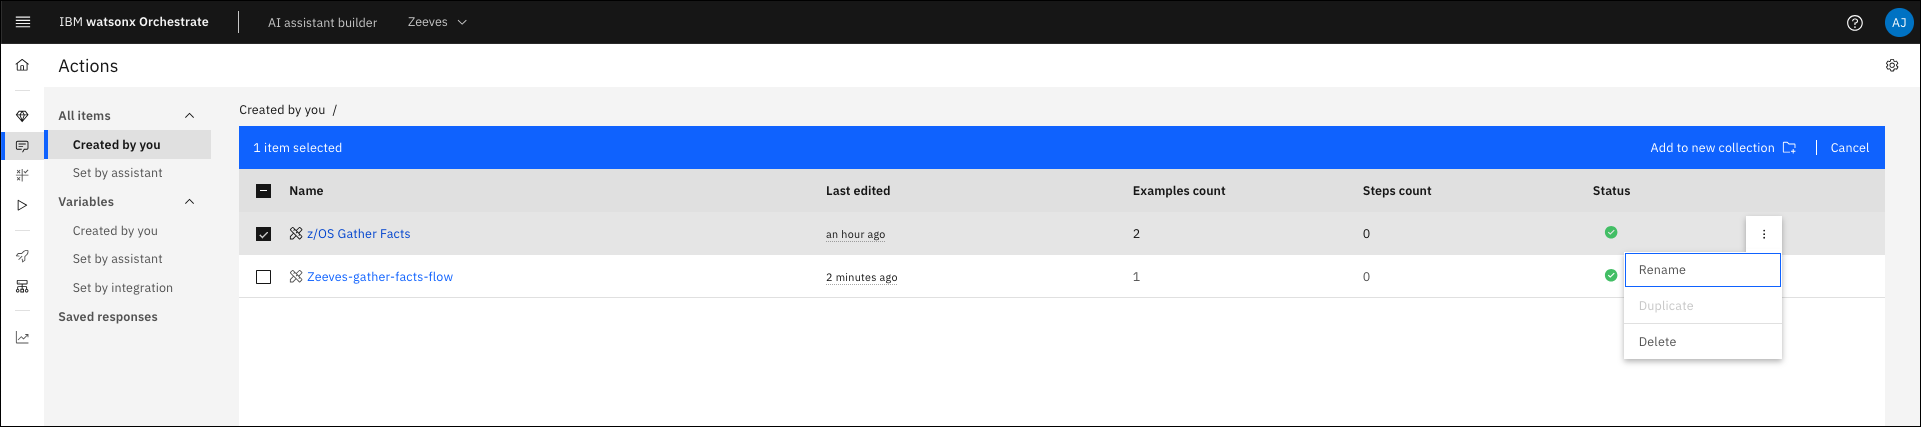 IBM watsonx Orchestrate AI assistant builder Zeeves AJ
Actions
All items
Created by you
Set by assistant
Variables
Created by you
Set by assistant
Set by integration
Saved responses
Created by you /
1 item selected Add to new collection Cancel
Name Last edited Examples count Steps count Status
z/OS Gather Facts an hour ago 2 0
Zeeves-gather-facts-flow 2 minutes ago 1 0
Rename
Duplicate
Delete